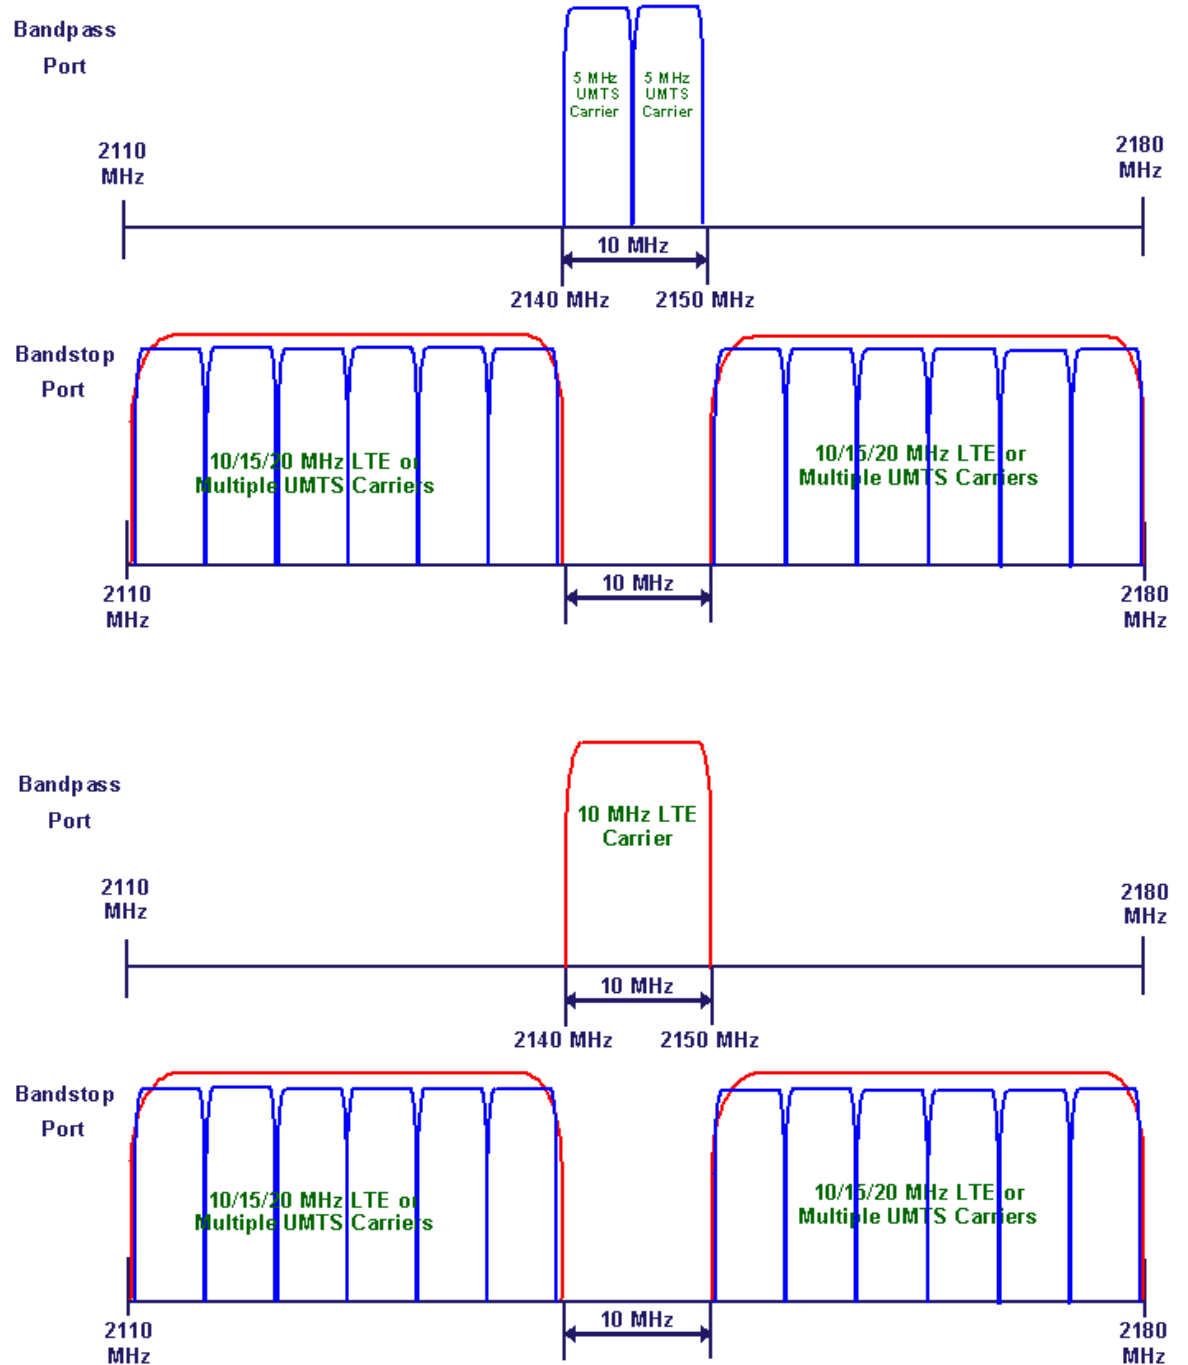 Bandpass
Port
5 MHz
UMTS
Carrier
5 MHz
UMTS
Carrier
2110
MHz
2180
MHz
10 MHz
2140 MHz
2150 MHz
Bandstop
Port
10/15/20 MHz LTE or
Multiple UMTS Carriers
10/15/20 MHz LTE or
Multiple UMTS Carriers
10 MHz
2110
MHz
2180
MHz
Bandpass
Port
10 MHz LTE
Carrier
2110
MHz
2180
MHz
10 MHz
2140 MHz
2150 MHz
Bandstop
Port
10/15/20 MHz LTE or
Multiple UMTS Carriers
10/15/20 MHz LTE or
Multiple UMTS Carriers
10 MHz
2110
MHz
2180
MHz